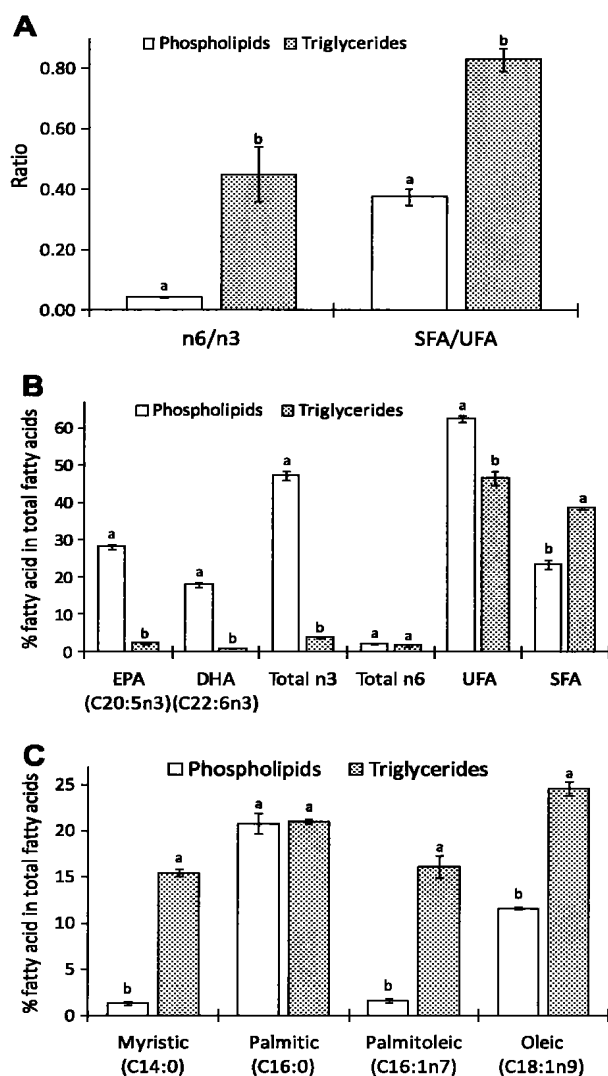 A
Phospholipids Triglycerides
b
0.80
b
0.60
a
Ratio
0.40
0.20
a
0.00
n6/n3 SFA/UFA
B
Phospholipids Triglycerides
a
60
a
b
50
a
40
a
% fatty acid in total fatty acids
30
a
b
20
10
b
b
b
a a
0
EPA DHA Total n3 Total n6 UFA SFA
(C20:5n3) (C22:6n3)
C
Phospholipids Triglycerides
a
25
a a
20
a
a
% fatty acid in total fatty acids
15
b
10
5
b
b
0
Myristic Palmitic Palmitoleic Oleic
(C14:0) (C16:0) (C16:1n7) (C18:1n9)